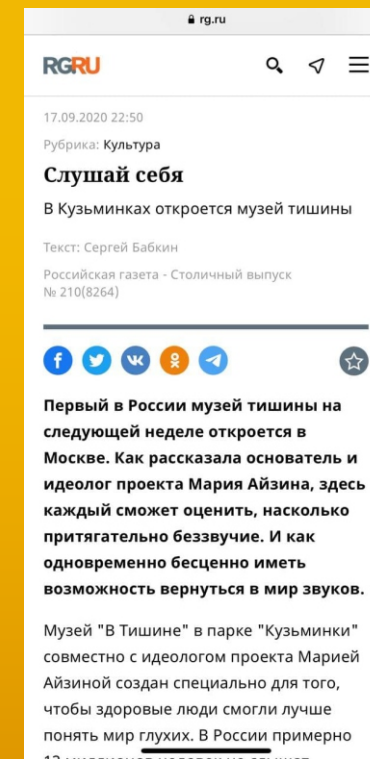 rg.ru
RGRU
17.09.2020 22:50
Рубрика: Культура
Слушай себя
В Кузьминках откроется музей тишины
Текст: Сергей Бабкин
Российская газета - Столичный выпуск
№ 210(8264)
Первый в России музей тишины на
следующей неделе откроется в
Москве. Как рассказала основатель и
идеолог проекта Мария Айзина, здесь
каждый сможет оценить, насколько
притягательно беззвучие. И как
одновременно бесценно иметь
возможность вернуться в мир звуков.
Музей "В Тишине" в парке "Кузьминки"
совместно с идеологом проекта Марией
Айзиной создан специально для того,
чтобы здоровые люди смогли лучше
понять мир глухих. В России примерно